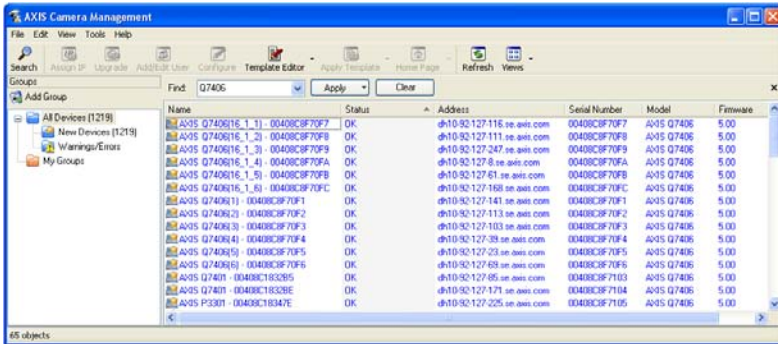 AXIS Camera Management
File Edit View Tools Help
Search Assign IP Upgrade Add/Edit User Configure Template Editor Apply Template Home Page Refresh Views
Groups
Add Group
All Devices (1219)
New Devices (1219)
Warnings/Errors
My Groups
Find: Q7406 Apply Clear
Name Status Address Serial Number Model Firmware
AXIS Q7406(16_1_1) - 00408C8F70F7 OK dh10-92-127-116.se.axis.com 00408C8F70F7 AXIS Q7406 5.00
AXIS Q7406(16_1_2) - 00408C8F70F8 OK dh10-92-127-111.se.axis.com 00408C8F70F8 AXIS Q7406 5.00
AXIS Q7406(16_1_3) - 00408C8F70F9 OK dh10-92-127-247.se.axis.com 00408C8F70F9 AXIS Q7406 5.00
AXIS Q7406(16_1_4) - 00408C8F70FA OK dh10-92-127-8.se.axis.com 00408C8F70FA AXIS Q7406 5.00
AXIS Q7406(16_1_5) - 00408C8F70FB OK dh10-92-127-61.se.axis.com 00408C8F70FB AXIS Q7406 5.00
AXIS Q7406(16_1_6) - 00408C8F70FC OK dh10-92-127-168.se.axis.com 00408C8F70FC AXIS Q7406 5.00
AXIS Q7406(1) - 00408C8F70F1 OK dh10-92-127-141.se.axis.com 00408C8F70F1 AXIS Q7406 5.00
AXIS Q7406(2) - 00408C8F70F2 OK dh10-92-127-113.se.axis.com 00408C8F70F2 AXIS Q7406 5.00
AXIS Q7406(3) - 00408C8F70F3 OK dh10-92-127-103.se.axis.com 00408C8F70F3 AXIS Q7406 5.00
AXIS Q7406(4) - 00408C8F70F4 OK dh10-92-127-39.se.axis.com 00408C8F70F4 AXIS Q7406 5.00
AXIS Q7406(5) - 00408C8F70F5 OK dh10-92-127-23.se.axis.com 00408C8F70F5 AXIS Q7406 5.00
AXIS Q7406(6) - 00408C8F70F6 OK dh10-92-127-69.se.axis.com 00408C8F70F6 AXIS Q7406 5.00
AXIS Q7401 - 00408C1832B5 OK dh10-92-127-85.se.axis.com 00408C8F7103 AXIS Q7406 5.00
AXIS Q7401 - 00408C1832BE OK dh10-92-127-171.se.axis.com 00408C8F7104 AXIS Q7406 5.00
AXIS P3301 - 00408C18347E OK dh10-92-127-225.se.axis.com 00408C8F7105 AXIS Q7406 5.00
65 objects